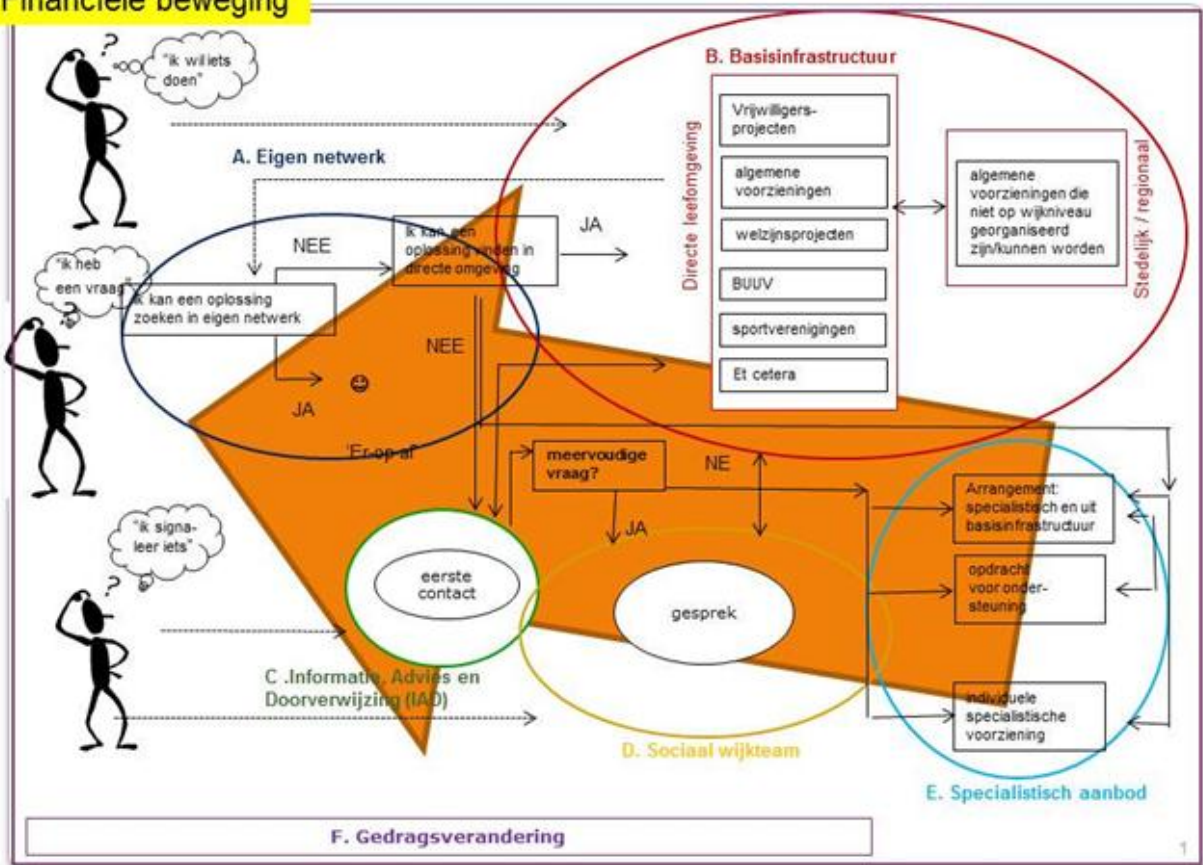 Financiële beweging
"ik wil iets
doen"
B. Basisinfrastructuur
Vrijwilligers-
projecten
algemene
voorzieningen
welzijnsprojecten
BUUV
sportverenigingen
Et cetera
Directe leefomgeving
algemene
voorzieningen die
niet op wijkniveau
georganiseerd
zijn/kunnen worden
Stedelijk / regionaal
A. Eigen netwerk
NEE
Ik kan een
oplossing vinden in
directe omgeving
JA
"ik heb
een vraag"
Ik kan een oplossing
zoeken in eigen netwerk
NEE
JA
'Er-op-af'
meervoudige
vraag?
NE
JA
Arrangement:
specialistisch en uit
basisinfrastructuur
opdracht
voor onder-
steuning
individuele
specialistische
voorziening
"ik signa-
leer iets"
eerste
contact
gesprek
C .Informatie, Advies en
Doorverwijzing (IAD)
D. Sociaal wijkteam
E. Specialistisch aanbod
F. Gedragsverandering
1